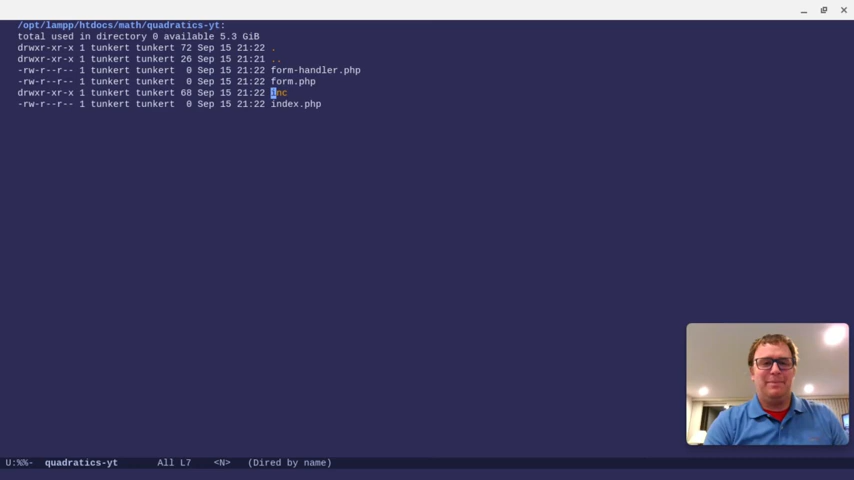 /opt/lampp/htdocs/math/quadratics-yt:
total used in directory 0 available 5.3 GiB
drwxr-xr-x 1 tunkert tunkert 72 Sep 15 21:22 .
drwxr-xr-x 1 tunkert tunkert 26 Sep 15 21:21 ..
-rw-r--r-- 1 tunkert tunkert  0 Sep 15 21:22 form-handler.php
-rw-r--r-- 1 tunkert tunkert  0 Sep 15 21:22 form.php
drwxr-xr-x 1 tunkert tunkert 68 Sep 15 21:22 inc
-rw-r--r-- 1 tunkert tunkert  0 Sep 15 21:22 index.php
U:%%-  quadratics-yt       All L7    <N>   (Dired by name)